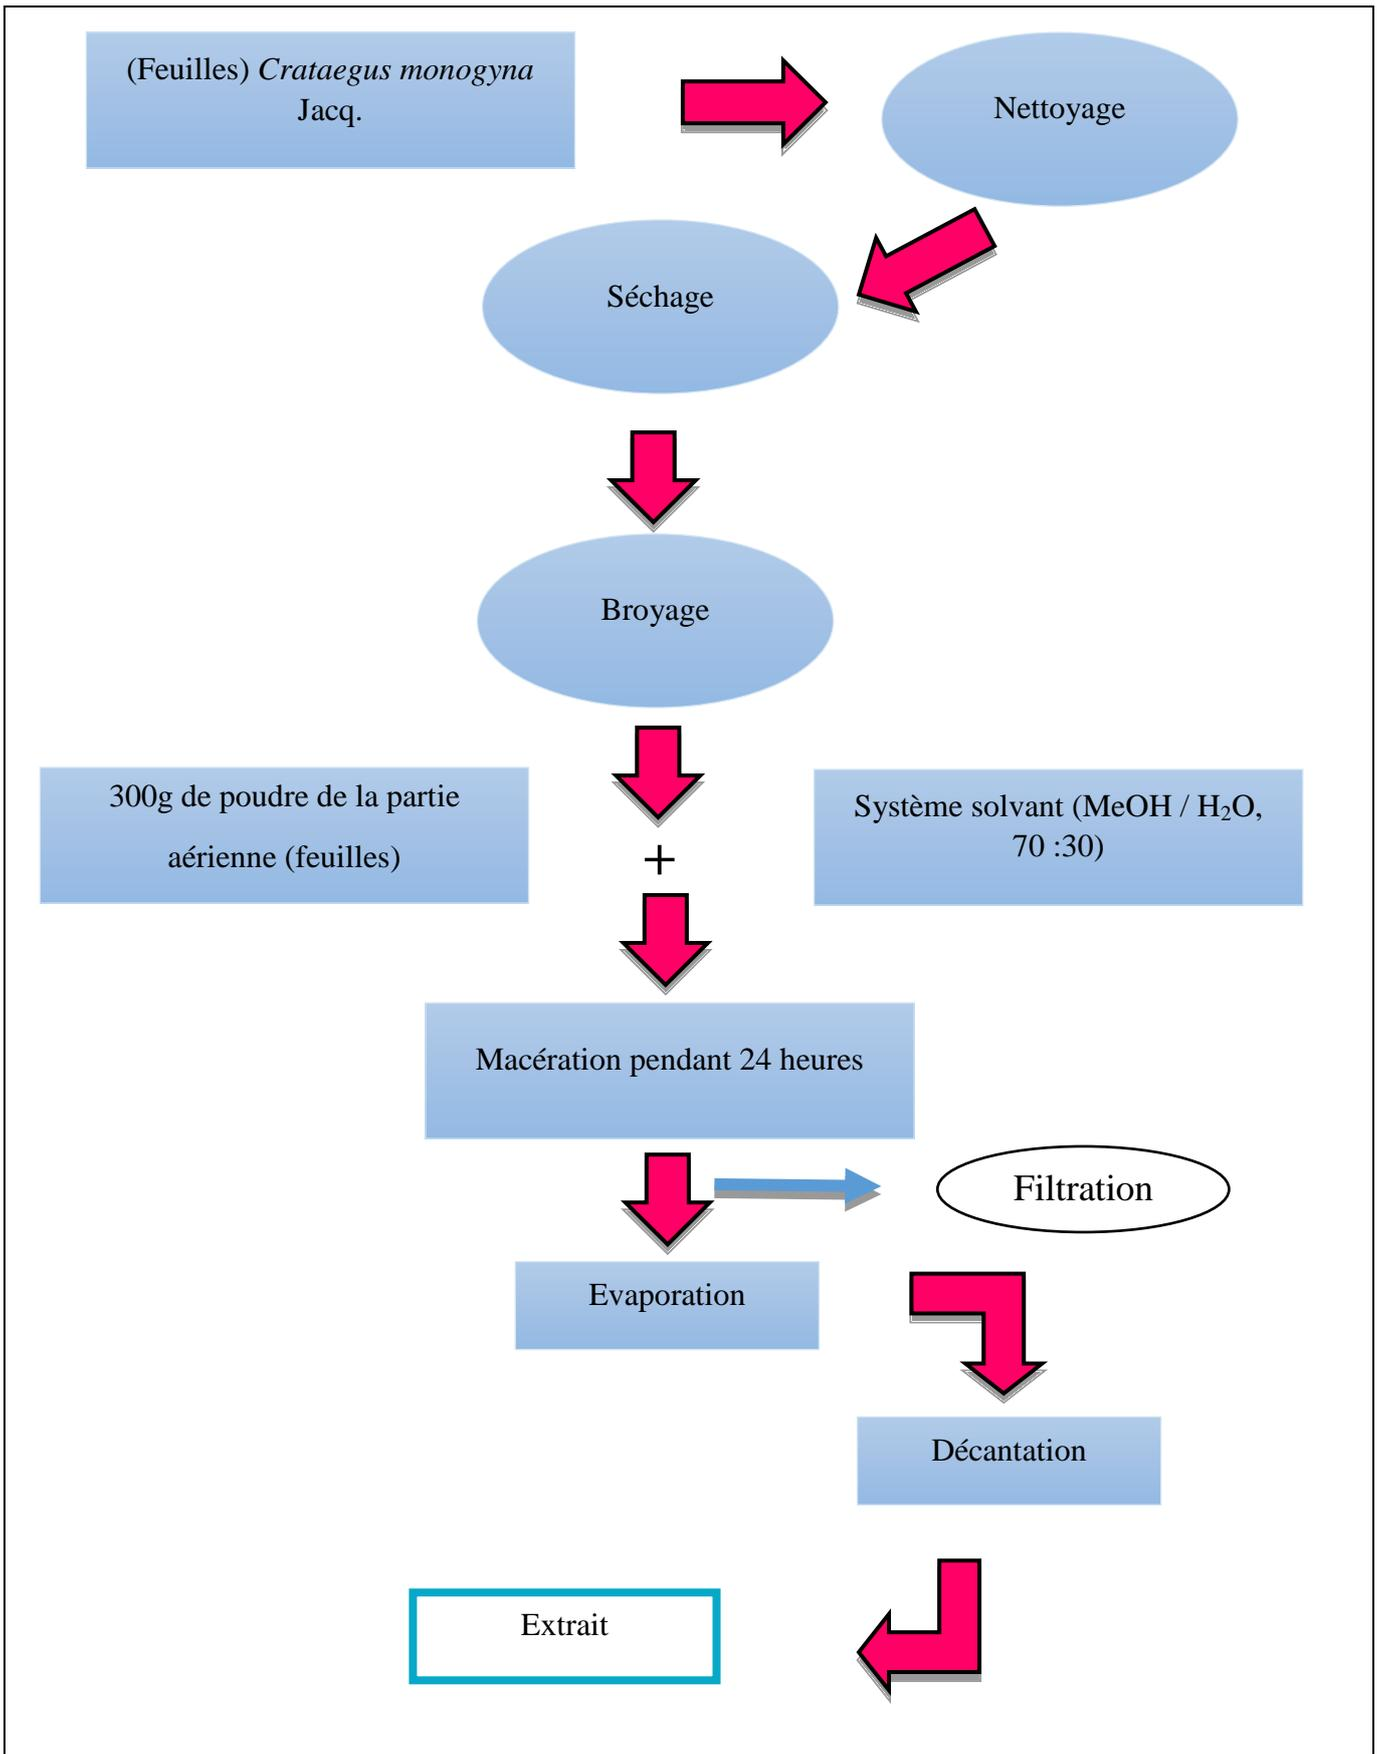 (Feuilles) Crataegus monogyna
Jacq.
Nettoyage
Séchage
Broyage
300g de poudre de la partie
aérienne (feuilles)
+
Système solvant (MeOH / H₂O,
70 :30)
Macération pendant 24 heures
Filtration
Evaporation
Décantation
Extrait